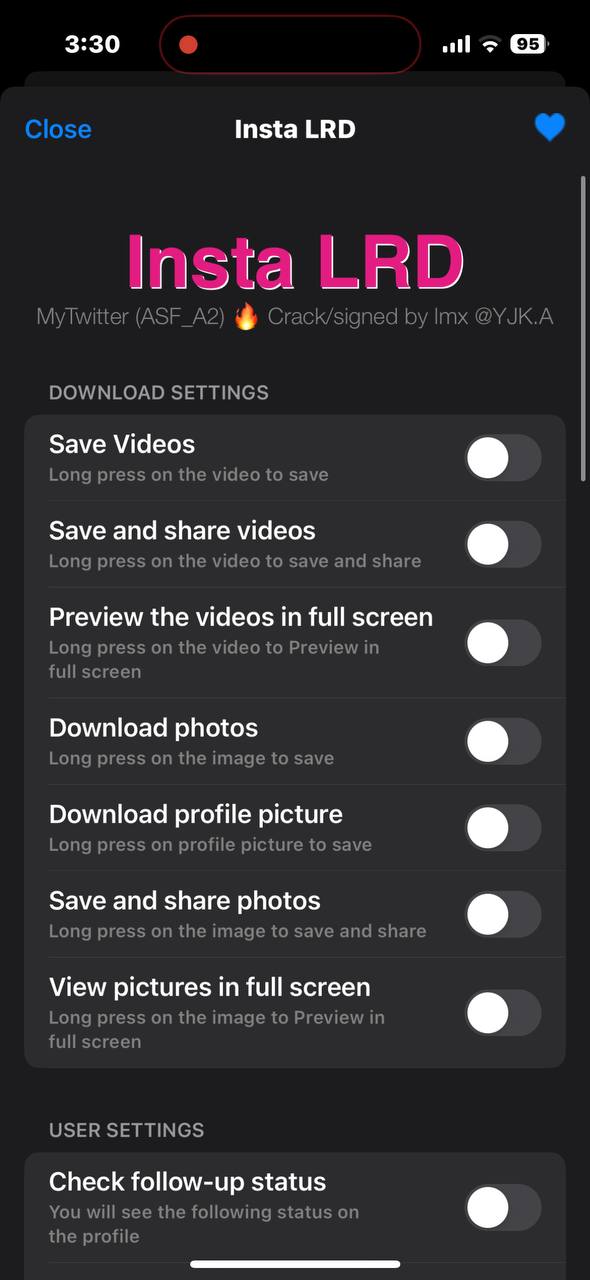 3:30
95
Close
Insta LRD
💙
Insta LRD
MyTwitter (ASF_A2) 🔥 Crack/signed by Imx @YJK.A
DOWNLOAD SETTINGS
Save Videos
Long press on the video to save
Save and share videos
Long press on the video to save and share
Preview the videos in full screen
Long press on the video to Preview in
full screen
Download photos
Long press on the image to save
Download profile picture
Long press on profile picture to save
Save and share photos
Long press on the image to save and share
View pictures in full screen
Long press on the image to Preview in
full screen
USER SETTINGS
Check follow-up status
You will see the following status on
the profile